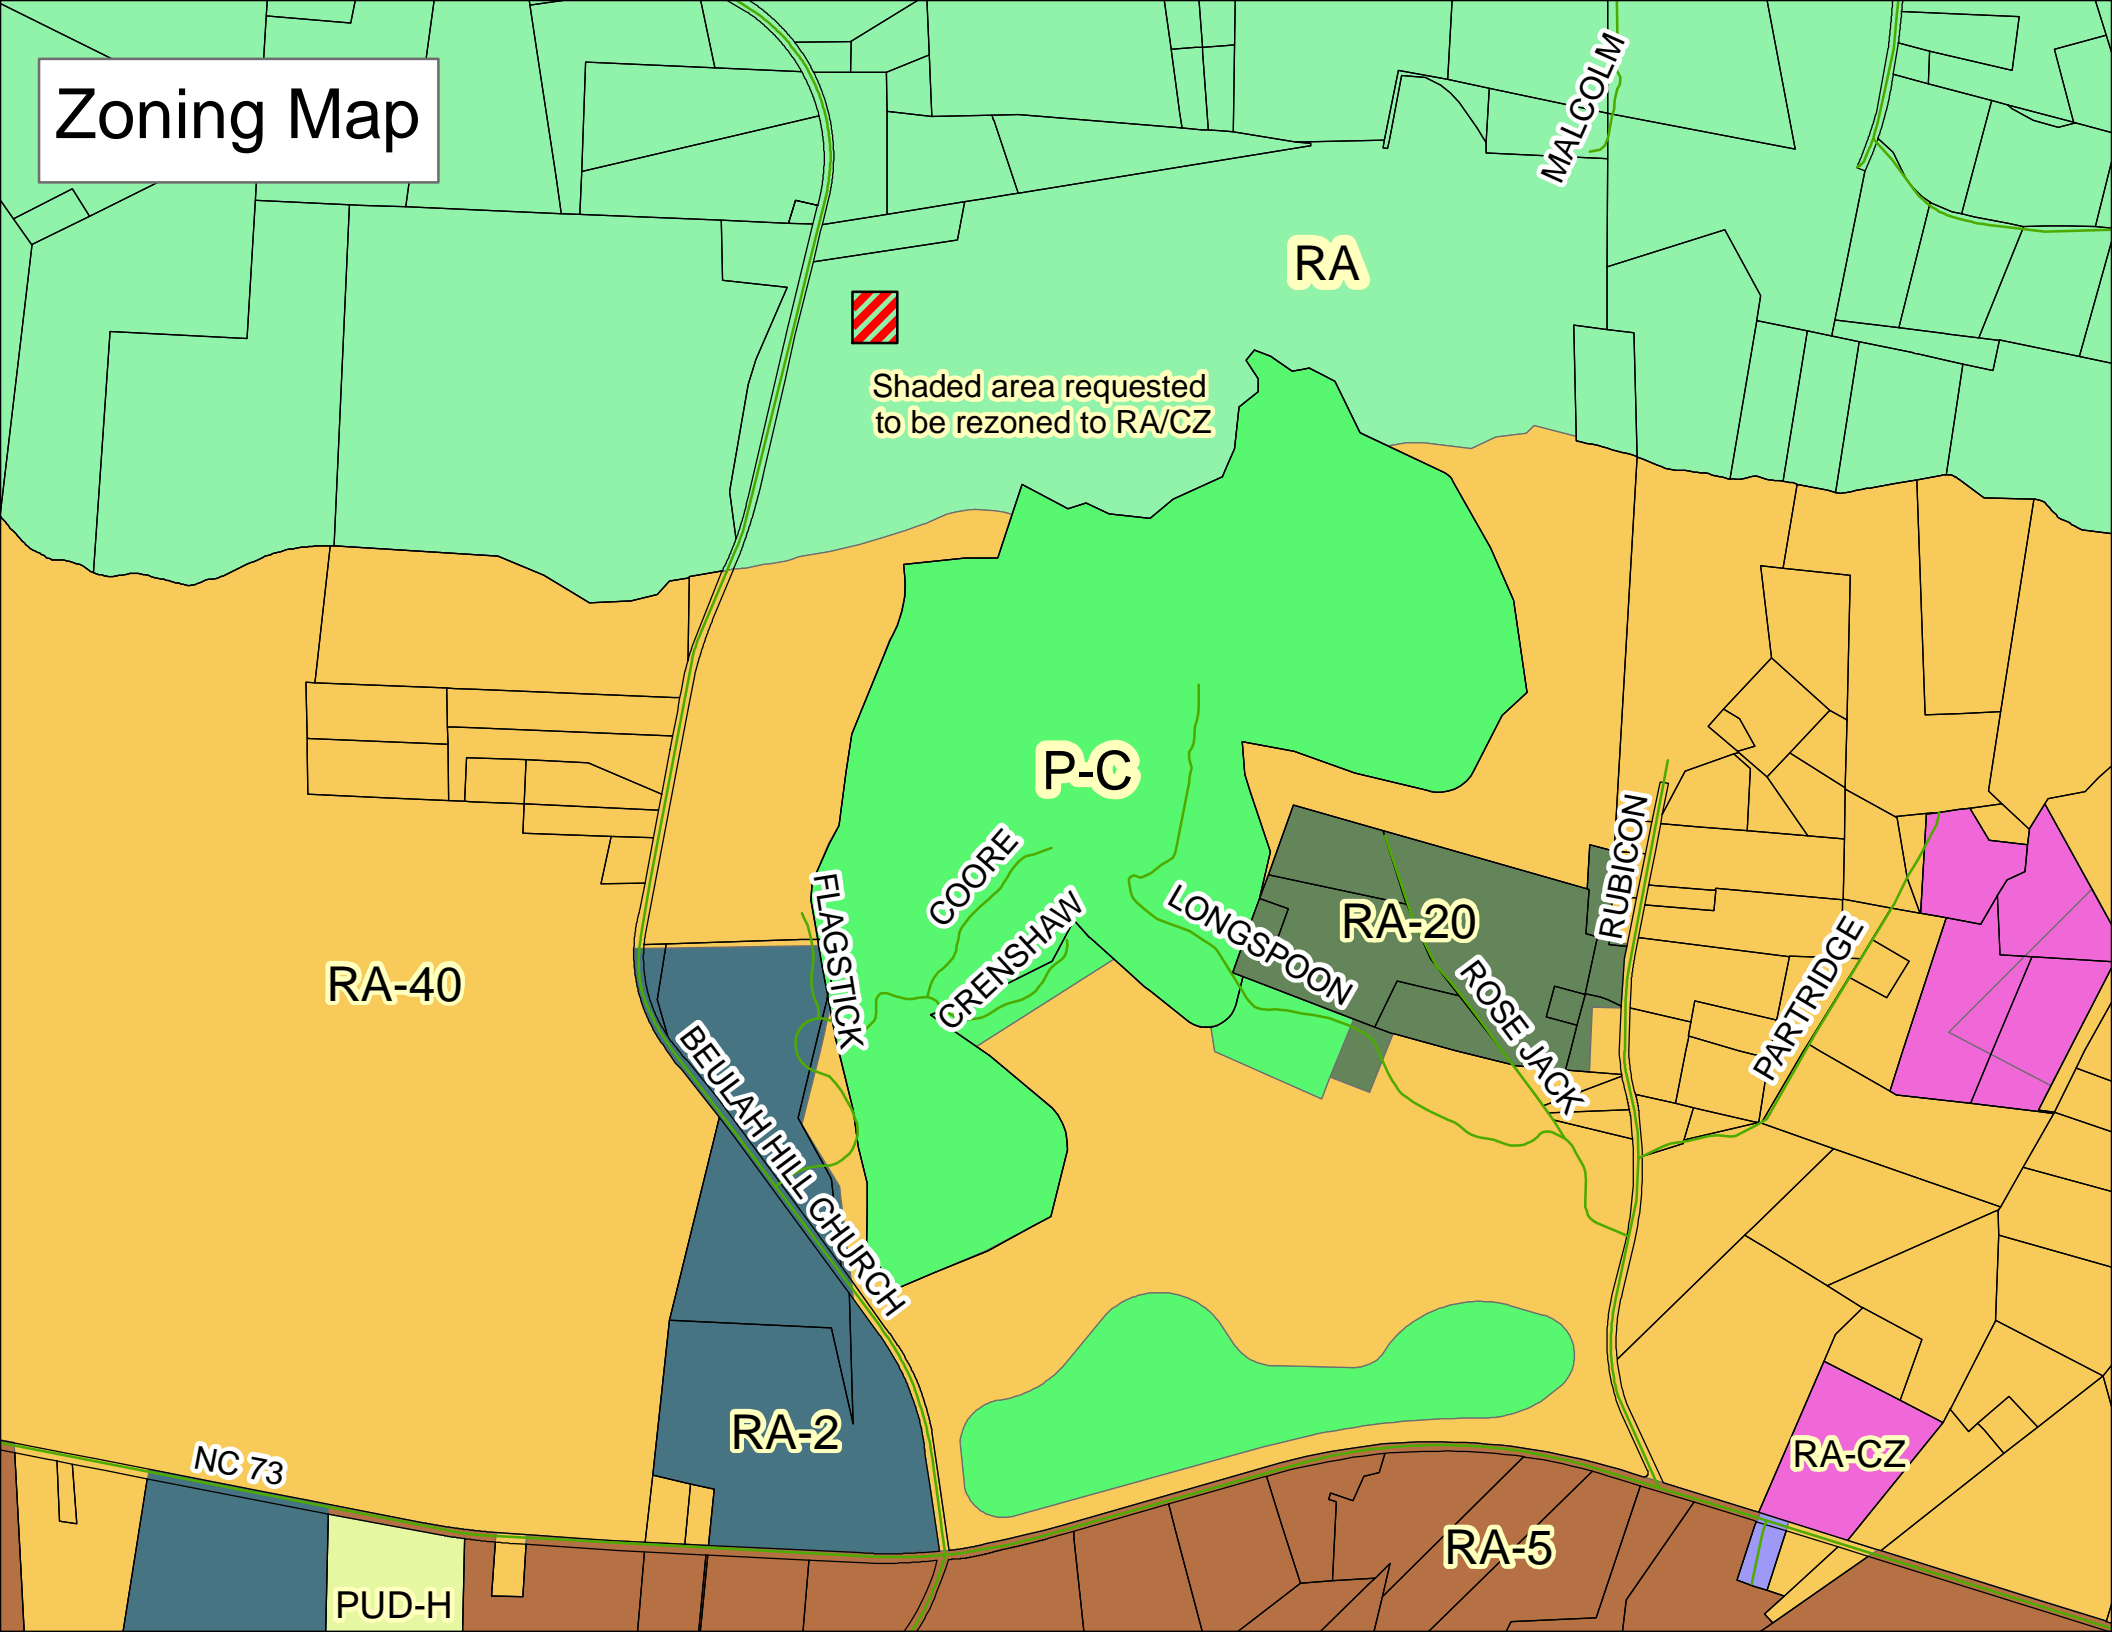 Zoning Map
MALCOLM
RA
Shaded area requested
to be rezoned to RA/CZ
P-C
COORE
FLAGSTICK
CRENSHAW
LONGSPOON
RA-20
RUBICON
ROSE JACK
PARTRIDGE
RA-40
BEULAH HILL CHURCH
RA-2
NC 73
RA-CZ
RA-5
PUD-H